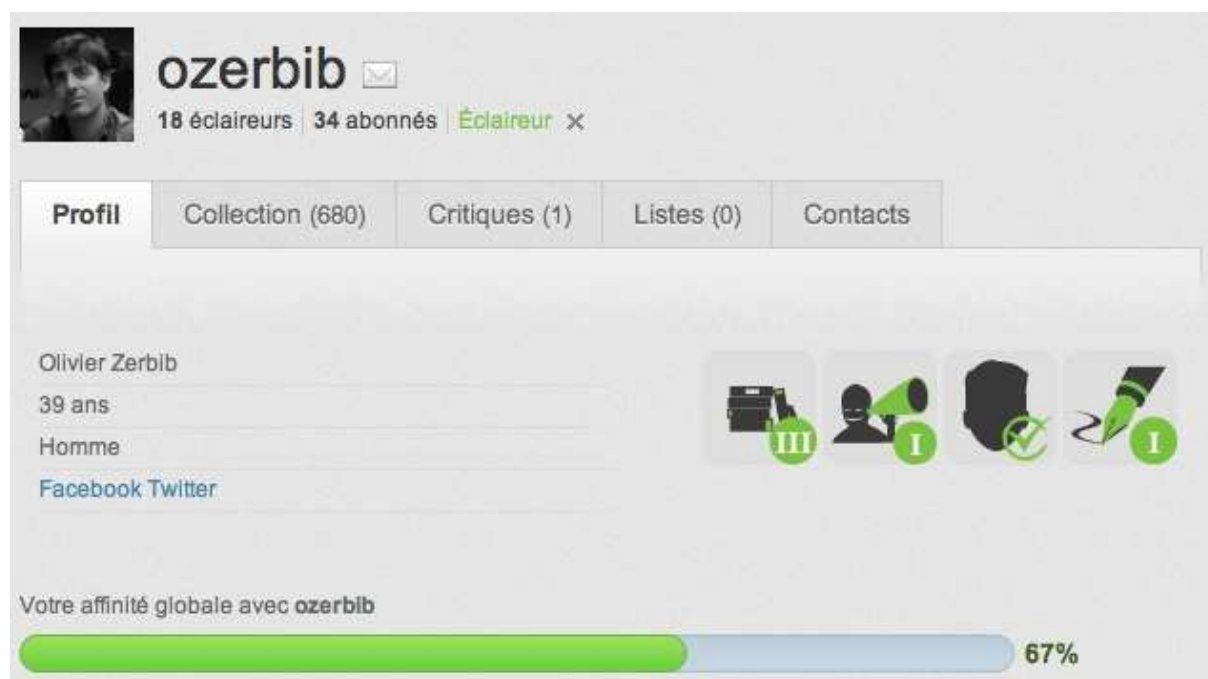 ozerbib
18 éclaireurs 34 abonnés Éclaireur ×
Profil Collection (680) Critiques (1) Listes (0) Contacts
Olivier Zerbib
39 ans
Homme
Facebook Twitter
III I I
Votre affinité globale avec ozerbib
67%